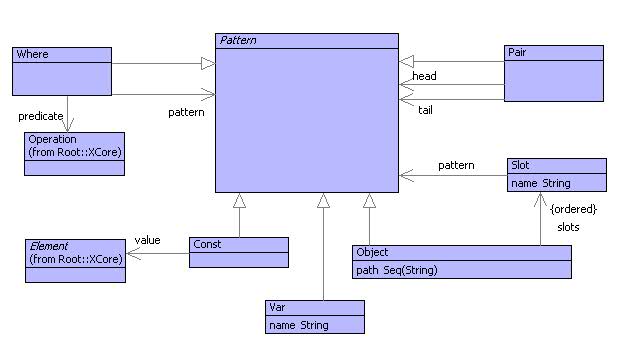 Pattern
Where
Pair
head
tail
pattern
predicate
Operation
(from Root::XCore)
pattern
Slot
name String
{ordered}
slots
value
Element
(from Root::XCore)
Const
Object
path Seq(String)
Var
name String